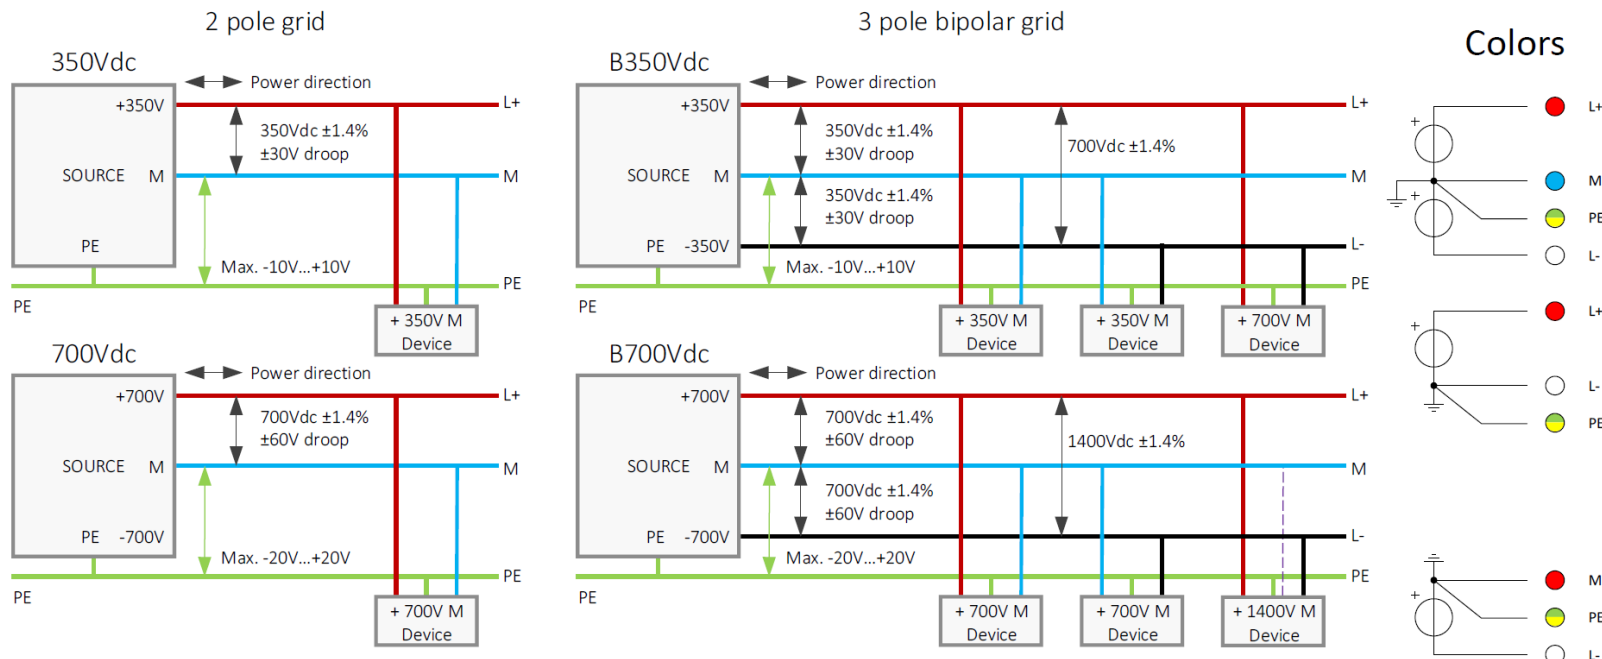 2 pole grid
350Vdc
Power direction
+350V
L+
350Vdc ±1.4%
±30V droop
SOURCE M
M
PE
Max. -10V...+10V
PE
PE
+ 350V M
Device
700Vdc
Power direction
+700V
L+
700Vdc ±1.4%
±60V droop
SOURCE M
M
PE -700V
Max. -20V...+20V
PE
PE
+ 700V M
Device
3 pole bipolar grid
B350Vdc
Power direction
+350V
L+
350Vdc ±1.4%
±30V droop
700Vdc ±1.4%
SOURCE M
M
350Vdc ±1.4%
±30V droop
PE -350V
L-
Max. -10V...+10V
PE
PE
+ 350V M
Device
+ 350V M
Device
+ 700V M
Device
B700Vdc
Power direction
+700V
L+
700Vdc ±1.4%
±60V droop
1400Vdc ±1.4%
SOURCE M
M
700Vdc ±1.4%
±60V droop
PE -700V
L-
Max. -20V...+20V
PE
PE
+ 700V M
Device
+ 700V M
Device
+ 1400V M
Device
Colors
+
L+
M
+
PE
L-
+
L+
L-
PE
M
+
PE
L-